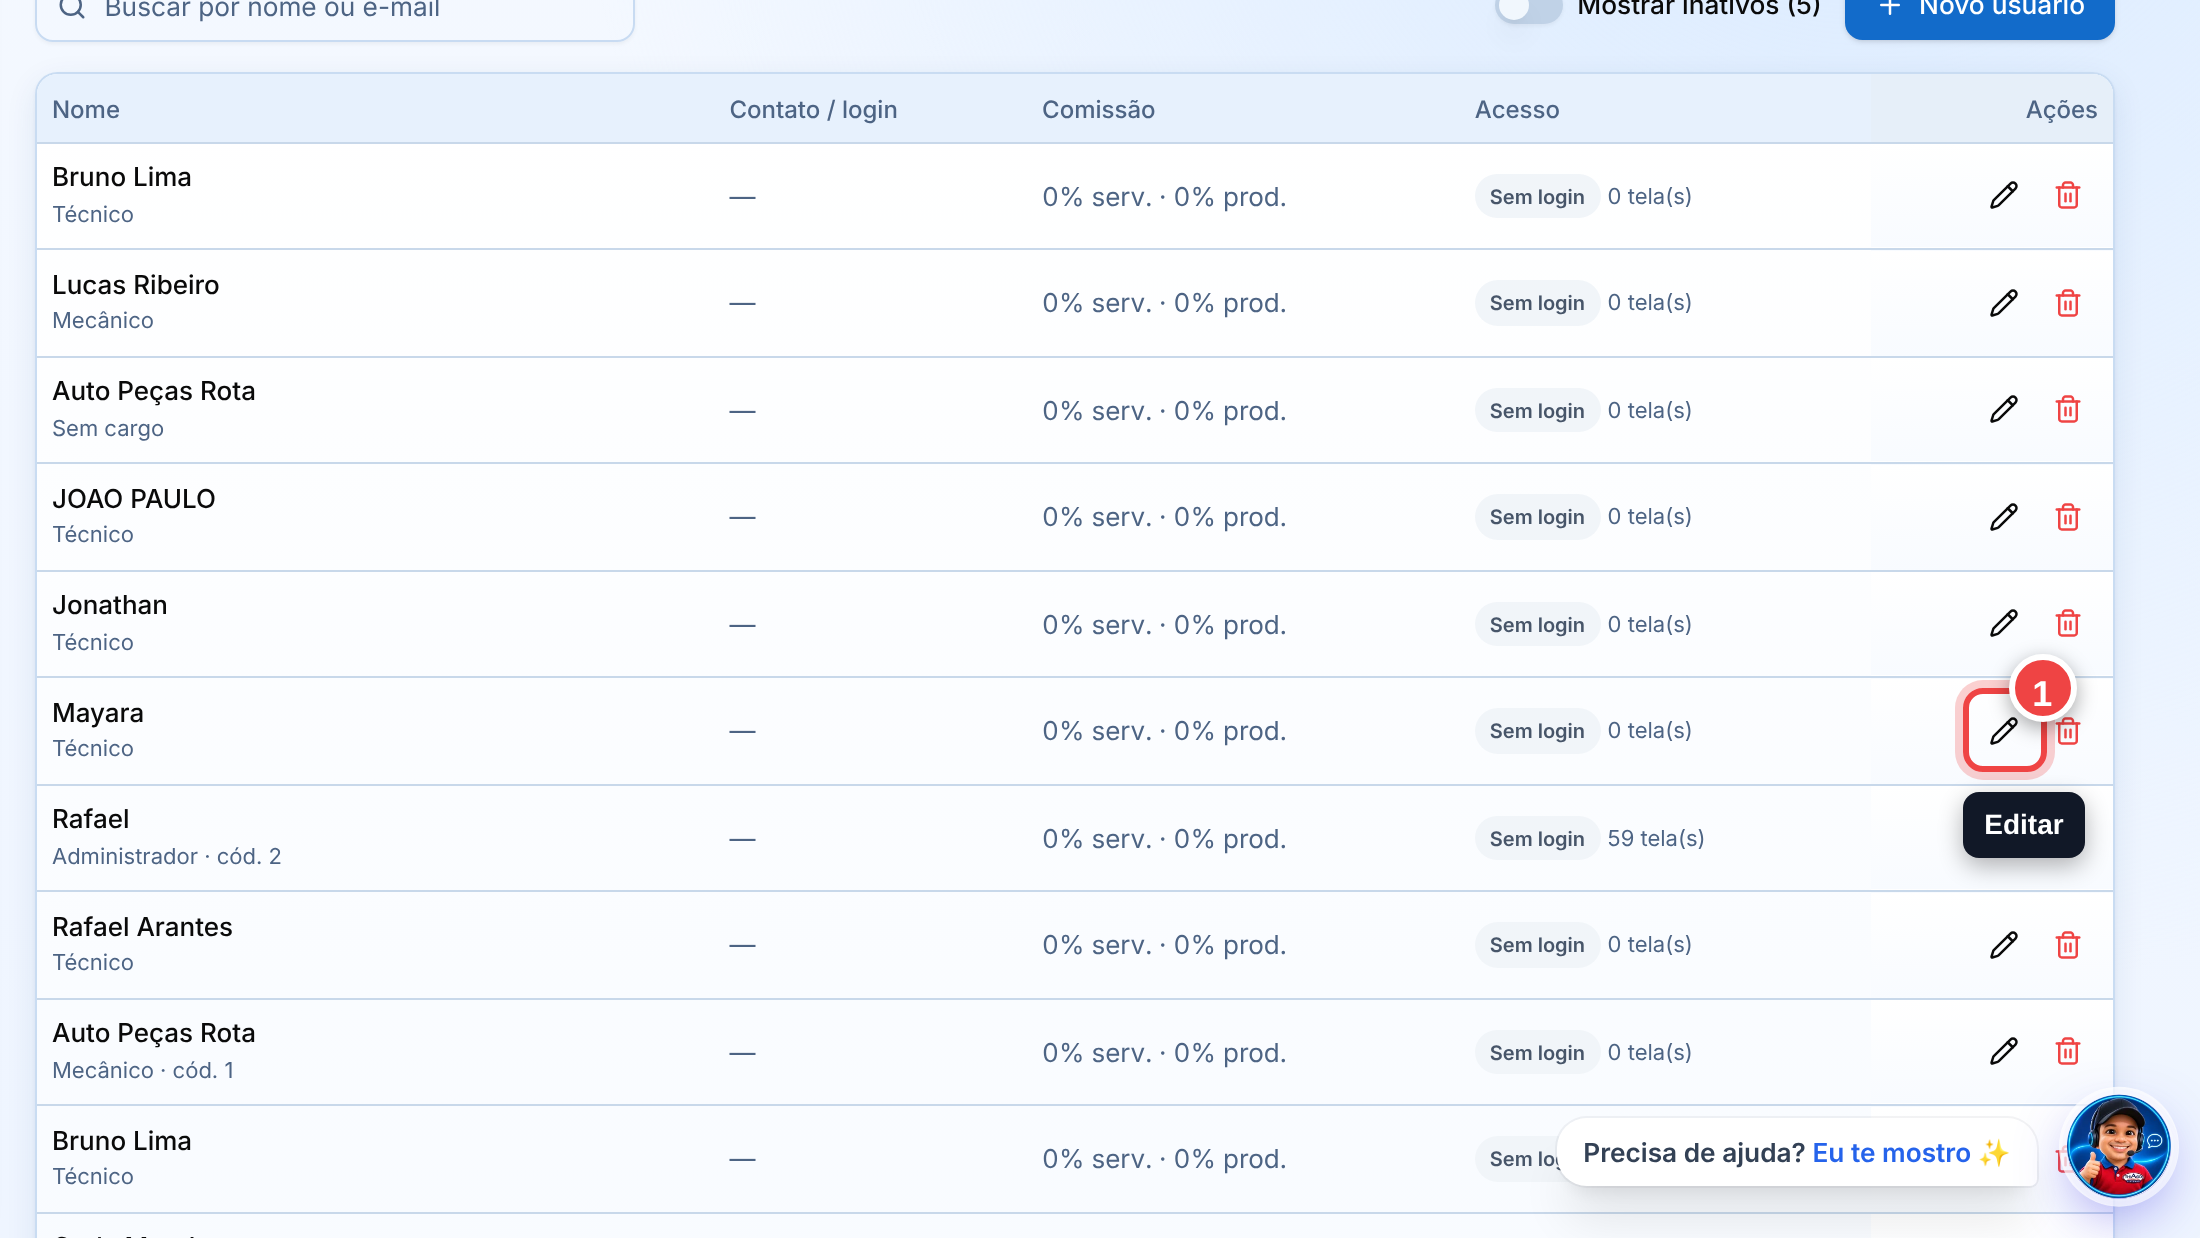 Buscar por nome ou e-mail
Mostrar inativos (5)
+ Novo usuário
Nome Contato / login Comissão Acesso Ações
Bruno Lima
Técnico
— 0% serv. · 0% prod. Sem login 0 tela(s)
Lucas Ribeiro
Mecânico
— 0% serv. · 0% prod. Sem login 0 tela(s)
Auto Peças Rota
Sem cargo
— 0% serv. · 0% prod. Sem login 0 tela(s)
JOAO PAULO
Técnico
— 0% serv. · 0% prod. Sem login 0 tela(s)
Jonathan
Técnico
— 0% serv. · 0% prod. Sem login 0 tela(s)
1
Mayara
Técnico
— 0% serv. · 0% prod. Sem login 0 tela(s)
Editar
Rafael
Administrador · cód. 2
— 0% serv. · 0% prod. Sem login 59 tela(s)
Rafael Arantes
Técnico
— 0% serv. · 0% prod. Sem login 0 tela(s)
Auto Peças Rota
Mecânico · cód. 1
— 0% serv. · 0% prod. Sem login 0 tela(s)
Bruno Lima
Técnico
— 0% serv. · 0% prod. Sem
Precisa de ajuda? Eu te mostro ✨